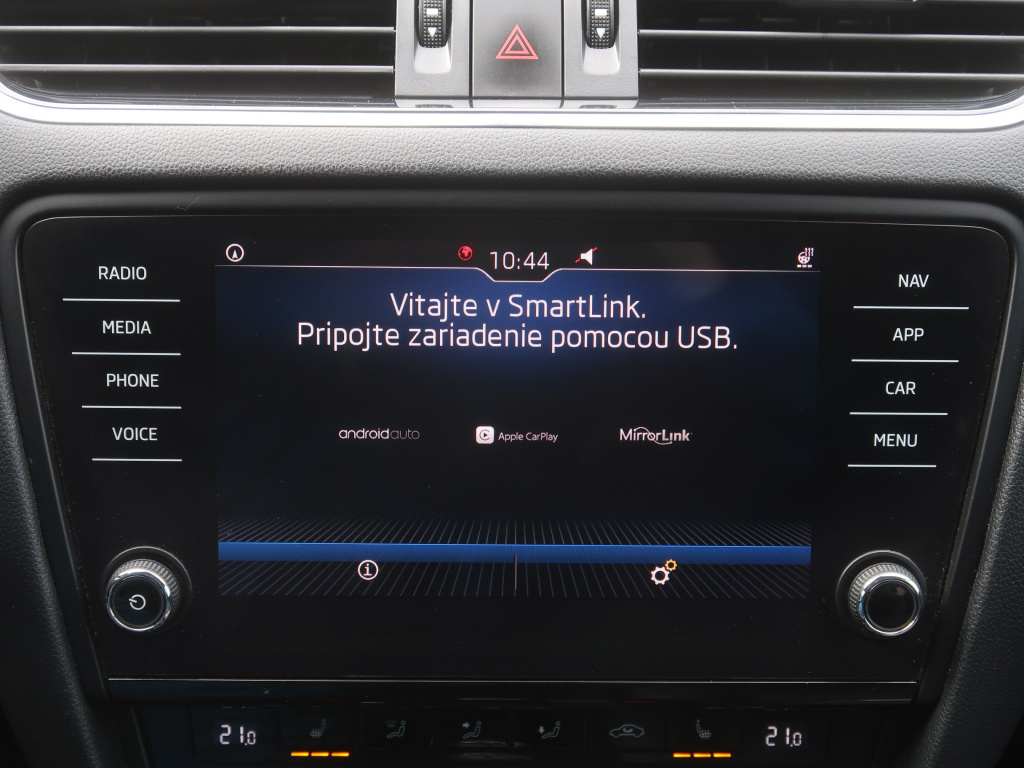 10:44
RADIO
MEDIA
PHONE
VOICE
Vitajte v SmartLink.
Pripojte zariadenie pomocou USB.
androidauto
Apple CarPlay
MirrorLink
NAV
APP
CAR
MENU
21.0
21.0